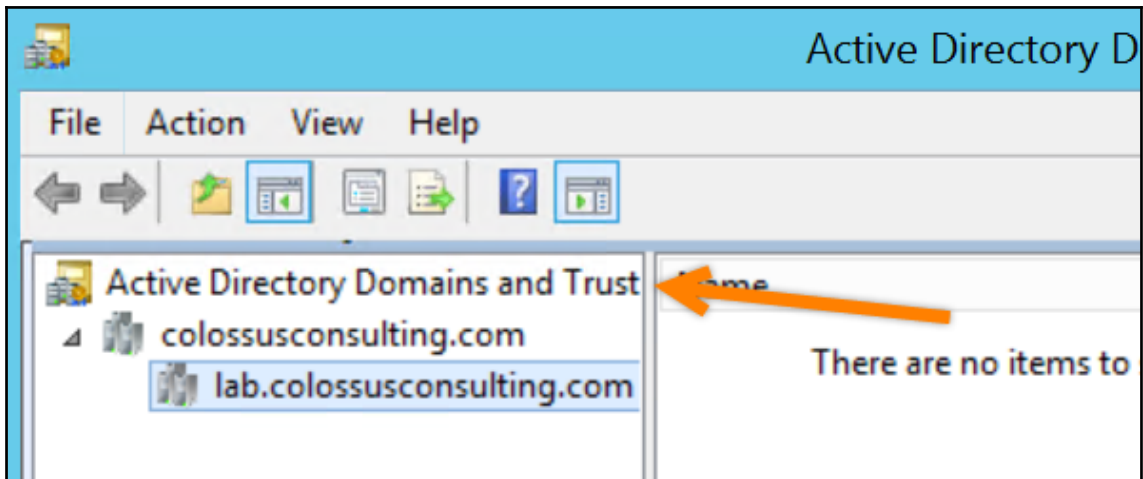 Active Directory D
File Action View Help
Active Directory Domains and Trust
colossusconsulting.com
lab.colossusconsulting.com
Name
There are no items to